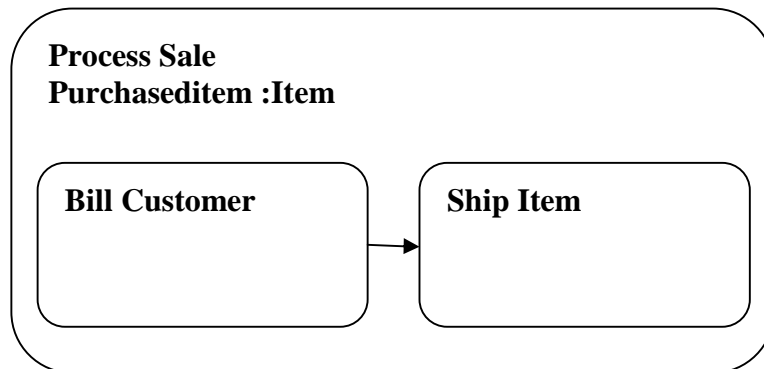 Process Sale
Purchaseditem :Item
Bill Customer
Ship Item